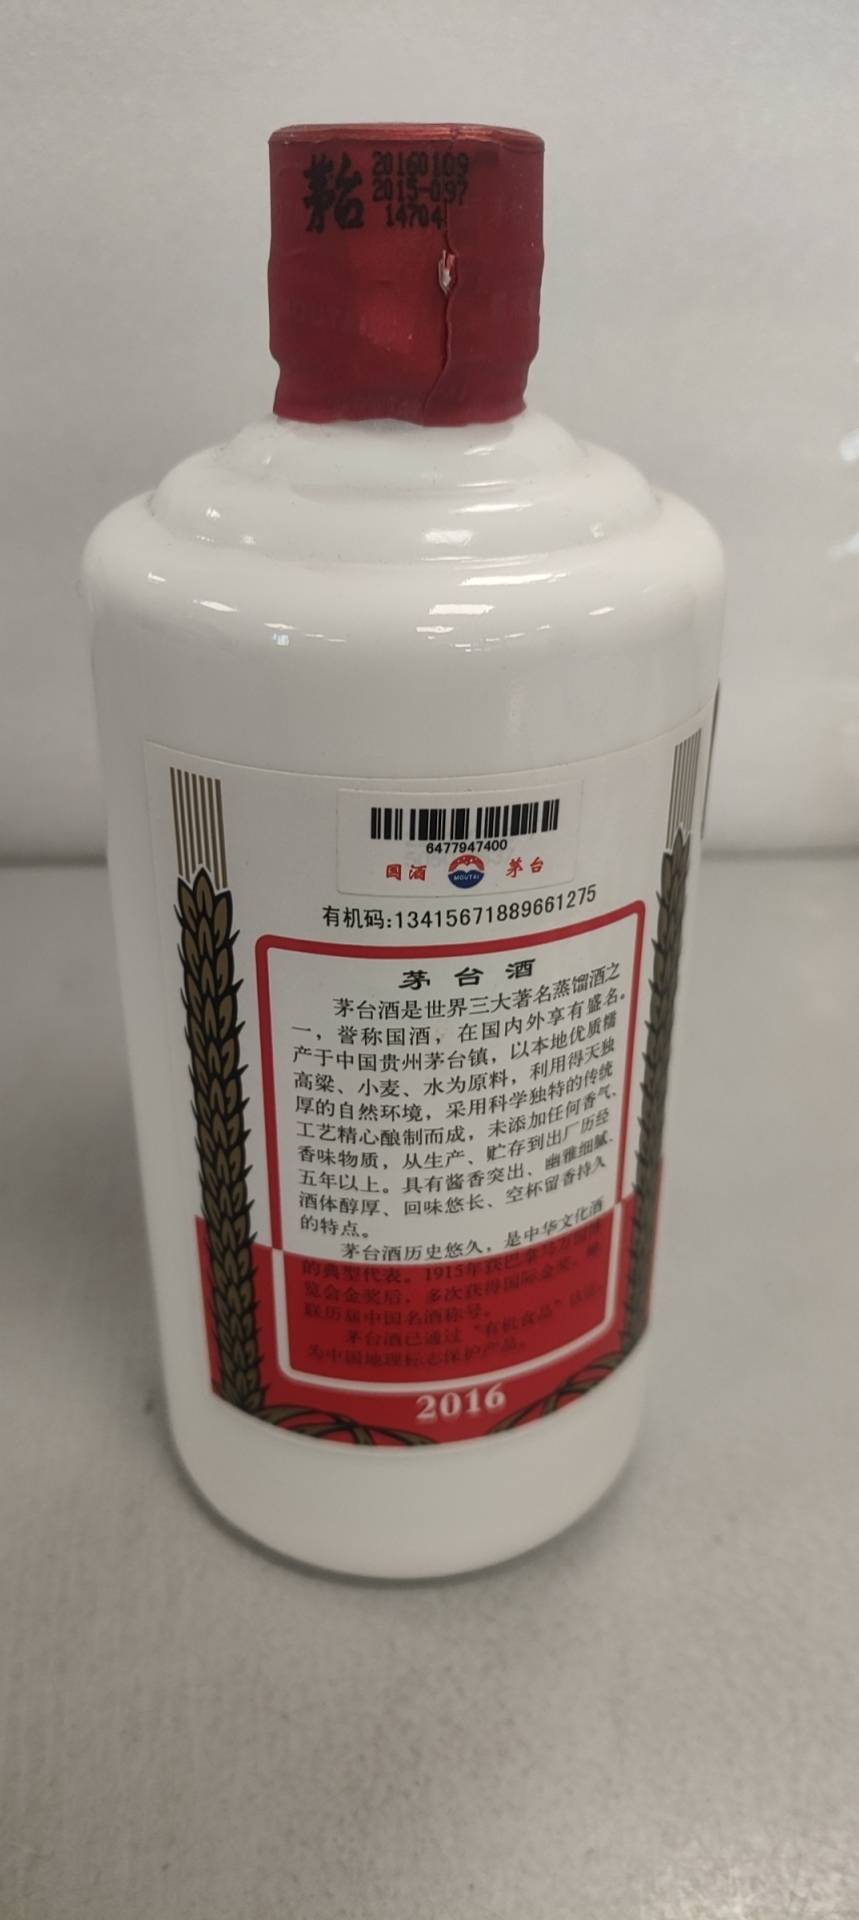 茅台
20160109
2015-097
14704
6477947400
国酒
MOUTAI
茅台
有机码:13415671889661275
茅台酒
茅台酒是世界三大著名蒸馏酒之
一，誉称国酒，在国内外享有盛名。
产于中国贵州茅台镇，以本地优质糯
高粱、小麦、水为原料，利用得天独
厚的自然环境，采用科学独特的传统
工艺精心酿制而成，未添加任何香气、
香味物质，从生产、贮存到出厂历经
五年以上。具有酱香突出、幽雅细腻、
酒体醇厚、回味悠长、空杯留香持久
的特点。
茅台酒历史悠久，是中华文化酒
的典型代表。1915年获巴拿马万国博
览会金奖后，多次获得国际金奖，蝉
联历届中国名酒称号。
茅台酒已通过“有机食品”认证，
为中国地理标志保护产品。
2016